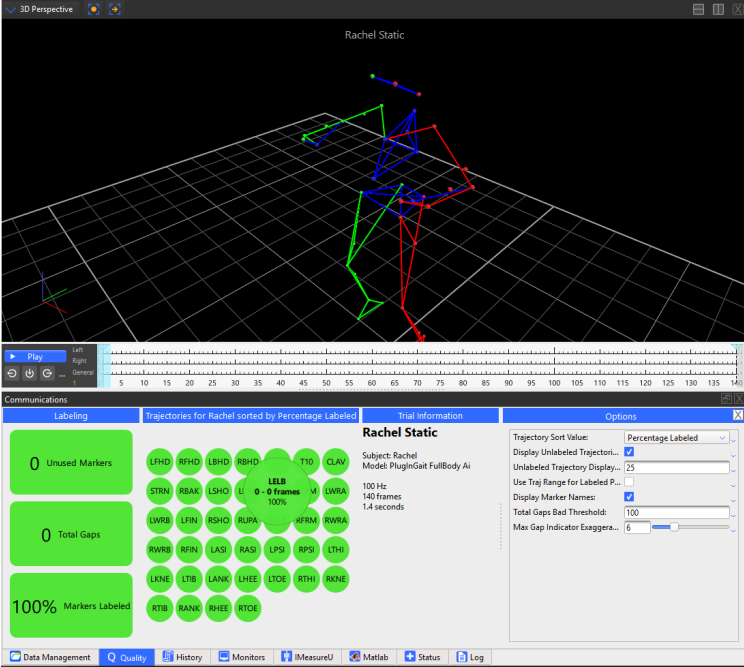 3D Perspective
Rachel Static
Play
Left
Right
General
1
5 10 15 20 25 30 35 40 45 50 55 60 65 70 75 80 85 90 95 100 105 110 115 120 125 130 135 140
Communications
Labeling
Trajectories for Rachel sorted by Percentage Labeled
Trial Information
Options
0 Unused Markers
0 Total Gaps
100% Markers Labeled
LFHD RFHD LBHD RBHD T10 CLAV
STRN RBAK LSHO LWRA
LELB
0 - 0 frames
100%
LWRB LFIN RSHO RUPA RFRM RWRA
RWRB RFIN LASI RASI LPSI RPSI LTHI
LKNE LTIB LANK LHEE LTOE RTHI RKNE
RTIB RANK RHEE RTOE
Rachel Static
Subject: Rachel
Model: PlugInGait FullBody Ai
100 Hz
140 frames
1.4 seconds
Trajectory Sort Value: Percentage Labeled
Display Unlabeled Trajectori...
Unlabeled Trajectory Display... 25
Use Traj Range for Labeled P...
Display Marker Names:
Total Gaps Bad Threshold: 100
Max Gap Indicator Exaggera... 6
Data Management Quality History Monitors IMeasureU Matlab Status Log